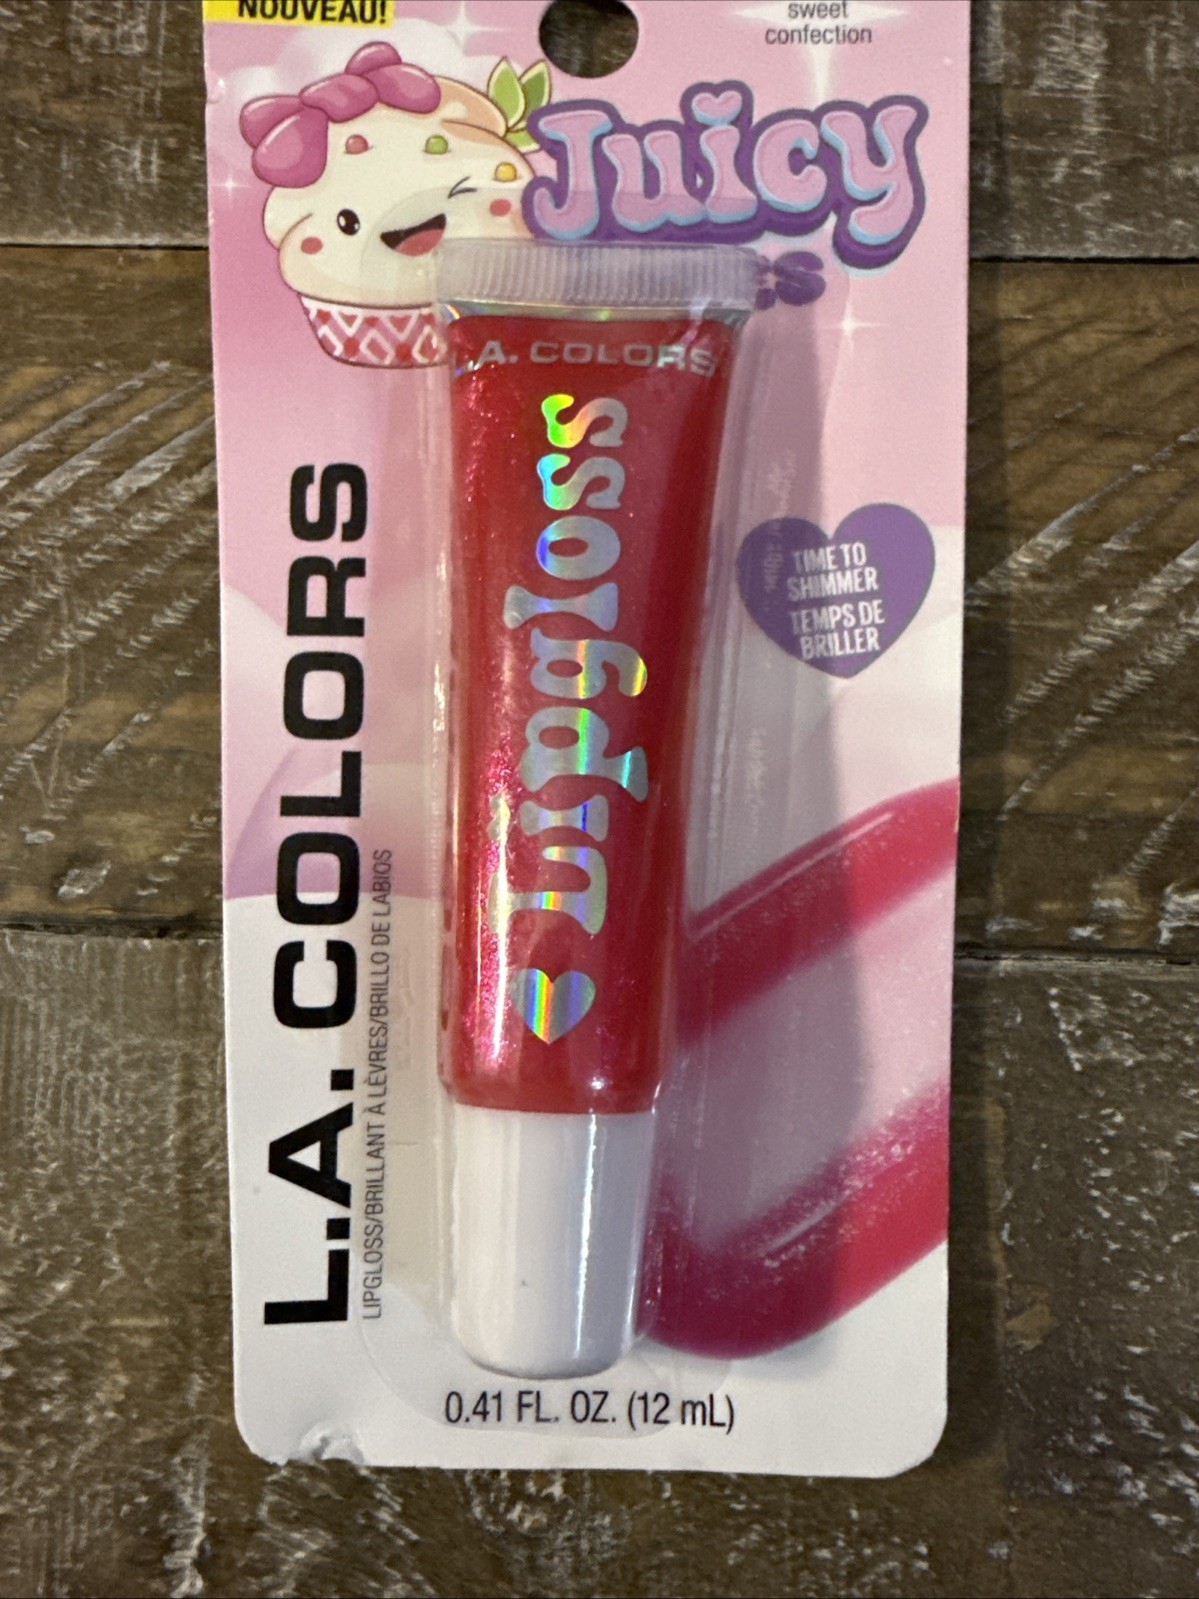 NOUVEAU!
sweet
confection
Juicy
L.A. COLORS
LIPGLOSS/BRILLANT À LÈVRES/BRILLO DE LABIOS
.A. COLORS
Lipgloss
TIME TO
SHIMMER
TEMPS DE
BRILLER
0.41 FL. OZ. (12 mL)